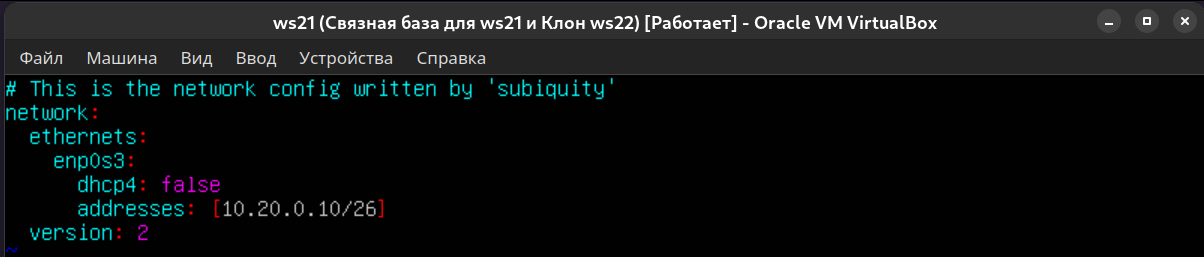 ws21 (Связная база для ws21 и Клон ws22) [Работает] - Oracle VM VirtualBox
Файл Машина Вид Ввод Устройства Справка
# This is the network config written by 'subiquity'
network:
  ethernets:
    enp0s3:
      dhcp4: false
      addresses: [10.20.0.10/26]
  version: 2
~